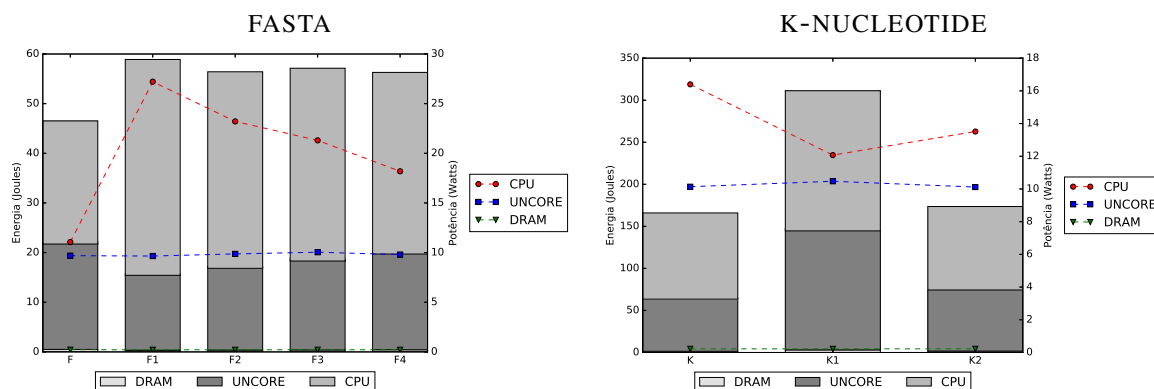 FASTA
60
50
40
30
20
10
0
Energia (Joules)
30
25
20
15
10
5
0
Potência (Watts)
F F1 F2 F3 F4
CPU
UNCORE
DRAM
DRAM UNCORE CPU
K-NUCLEOTIDE
350
300
250
200
150
100
50
0
Energia (Joules)
18
16
14
12
10
8
6
4
2
0
Potência (Watts)
K K1 K2
CPU
UNCORE
DRAM
DRAM UNCORE CPU